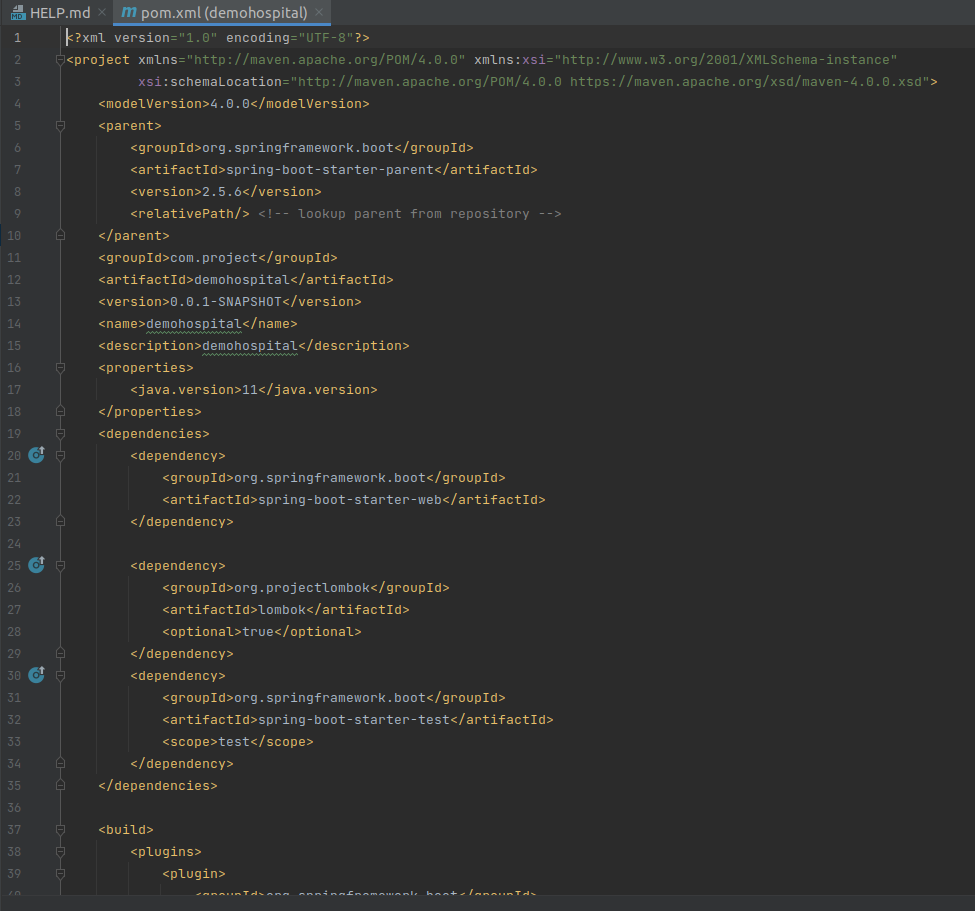 HELP.md
pom.xml (demohospital)
1 <?xml version="1.0" encoding="UTF-8"?>
2 <project xmlns="http://maven.apache.org/POM/4.0.0" xmlns:xsi="http://www.w3.org/2001/XMLSchema-instance"
3 xsi:schemaLocation="http://maven.apache.org/POM/4.0.0 https://maven.apache.org/xsd/maven-4.0.0.xsd">
4 <modelVersion>4.0.0</modelVersion>
5 <parent>
6 <groupId>org.springframework.boot</groupId>
7 <artifactId>spring-boot-starter-parent</artifactId>
8 <version>2.5.6</version>
9 <relativePath/> <!-- lookup parent from repository -->
10 </parent>
11 <groupId>com.project</groupId>
12 <artifactId>demohospital</artifactId>
13 <version>0.0.1-SNAPSHOT</version>
14 <name>demohospital</name>
15 <description>demohospital</description>
16 <properties>
17 <java.version>11</java.version>
18 </properties>
19 <dependencies>
20 <dependency>
21 <groupId>org.springframework.boot</groupId>
22 <artifactId>spring-boot-starter-web</artifactId>
23 </dependency>
24
25 <dependency>
26 <groupId>org.projectlombok</groupId>
27 <artifactId>lombok</artifactId>
28 <optional>true</optional>
29 </dependency>
30 <dependency>
31 <groupId>org.springframework.boot</groupId>
32 <artifactId>spring-boot-starter-test</artifactId>
33 <scope>test</scope>
34 </dependency>
35 </dependencies>
36
37 <build>
38 <plugins>
39 <plugin>
40 <groupId>org.springframework.boot</groupId>